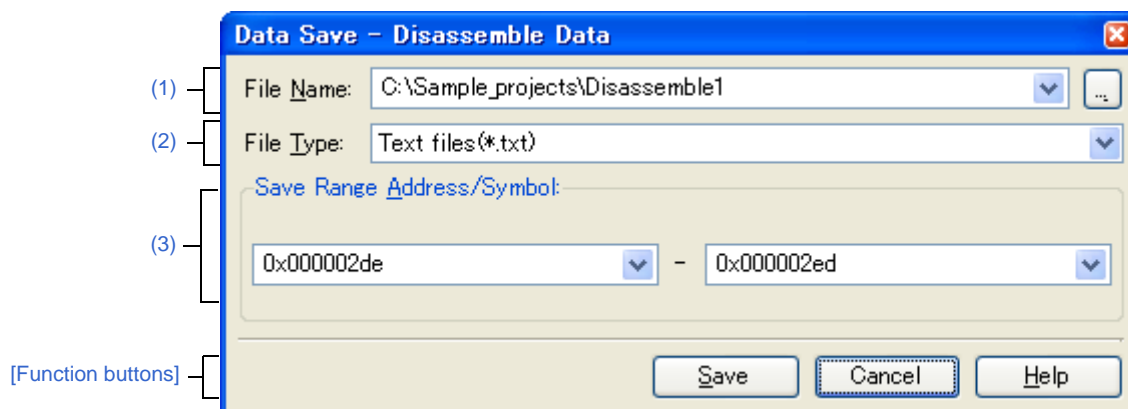 Data Save - Disassemble Data
(1) File Name: C:\Sample_projects\Disassemble1 ...
(2) File Type: Text files(*.txt)
Save Range Address/Symbol:
(3) 0x000002de - 0x000002ed
[Function buttons] Save Cancel Help